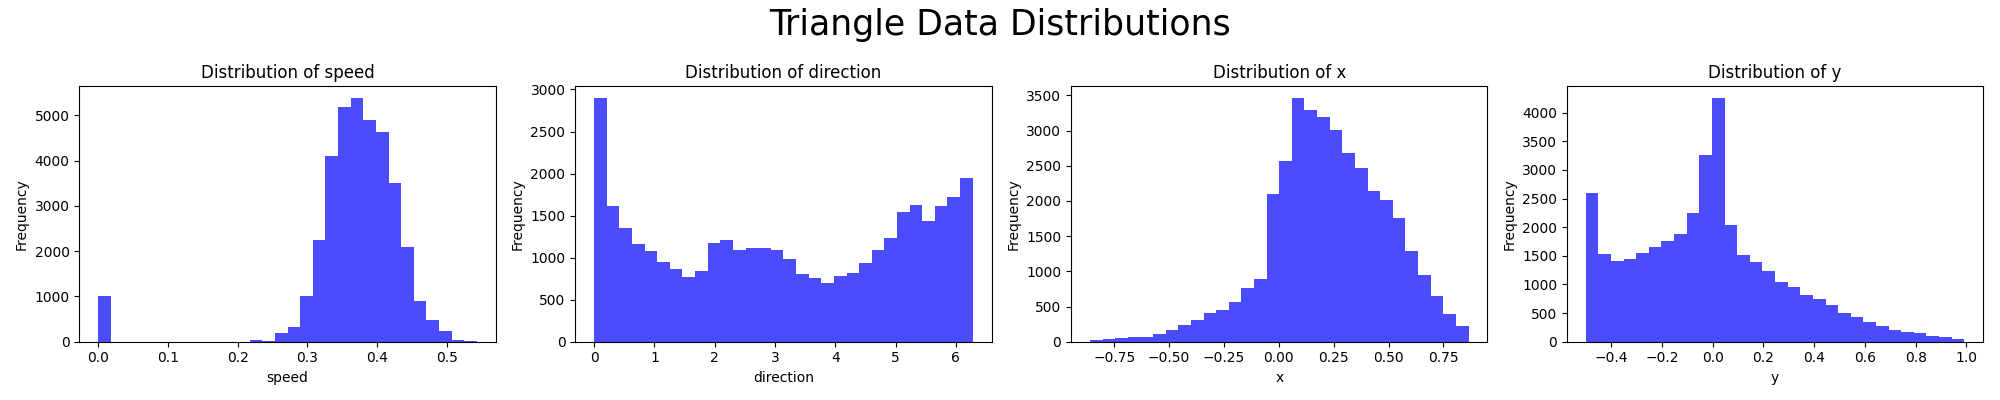 Triangle Data Distributions
Distribution of speed
Frequency
5000
4000
3000
2000
1000
0
0.0 0.1 0.2 0.3 0.4 0.5
speed
Distribution of direction
Frequency
3000
2500
2000
1500
1000
500
0
0 1 2 3 4 5 6
direction
Distribution of x
Frequency
3500
3000
2500
2000
1500
1000
500
0
−0.75 −0.50 −0.25 0.00 0.25 0.50 0.75
x
Distribution of y
Frequency
4000
3500
3000
2500
2000
1500
1000
500
0
−0.4 −0.2 0.0 0.2 0.4 0.6 0.8 1.0
y